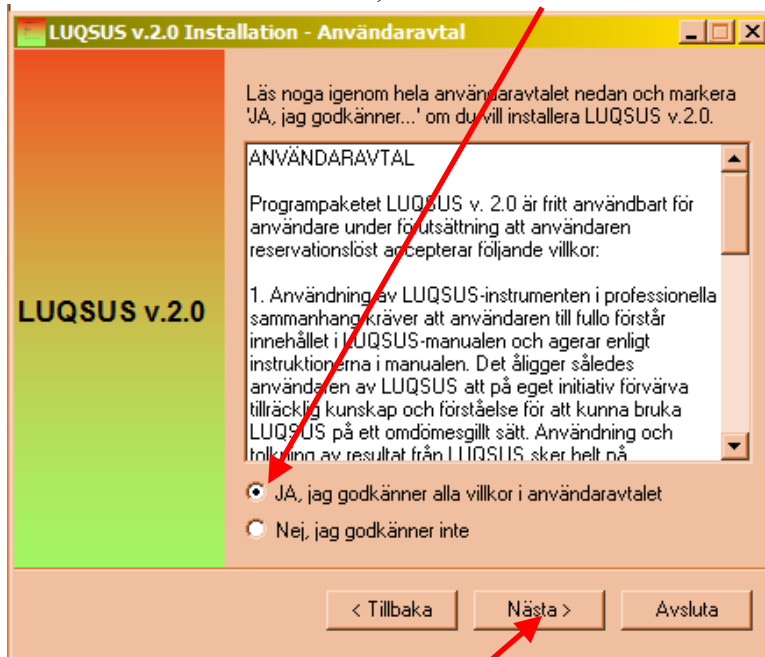 LUQSUS v.2.0 Installation - Användaravtal
Läs noga igenom hela användaravtalet nedan och markera
'JA, jag godkänner...' om du vill installera LUQSUS v.2.0.
ANVÄNDARAVTAL
Programpaketet LUQSUS v. 2.0 är fritt användbart för
användare under förutsättning att användaren
reservationslöst accepterar följande villkor:
1. Användning av LUQSUS-instrumenten i professionella
sammanhang kräver att användaren till fullo förstår
innehållet i LUQSUS-manualen och agerar enligt
instruktionerna i manualen. Det åligger således
användaren av LUQSUS att på eget initiativ förvärva
tillräcklig kunskap och förståelse för att kunna bruka
LUQSUS på ett omdömesgillt sätt. Användning och
tolkning av resultat från LUQSUS sker helt på
LUQSUS v.2.0
JA, jag godkänner alla villkor i användaravtalet
Nej, jag godkänner inte
< Tillbaka
Nästa >
Avsluta